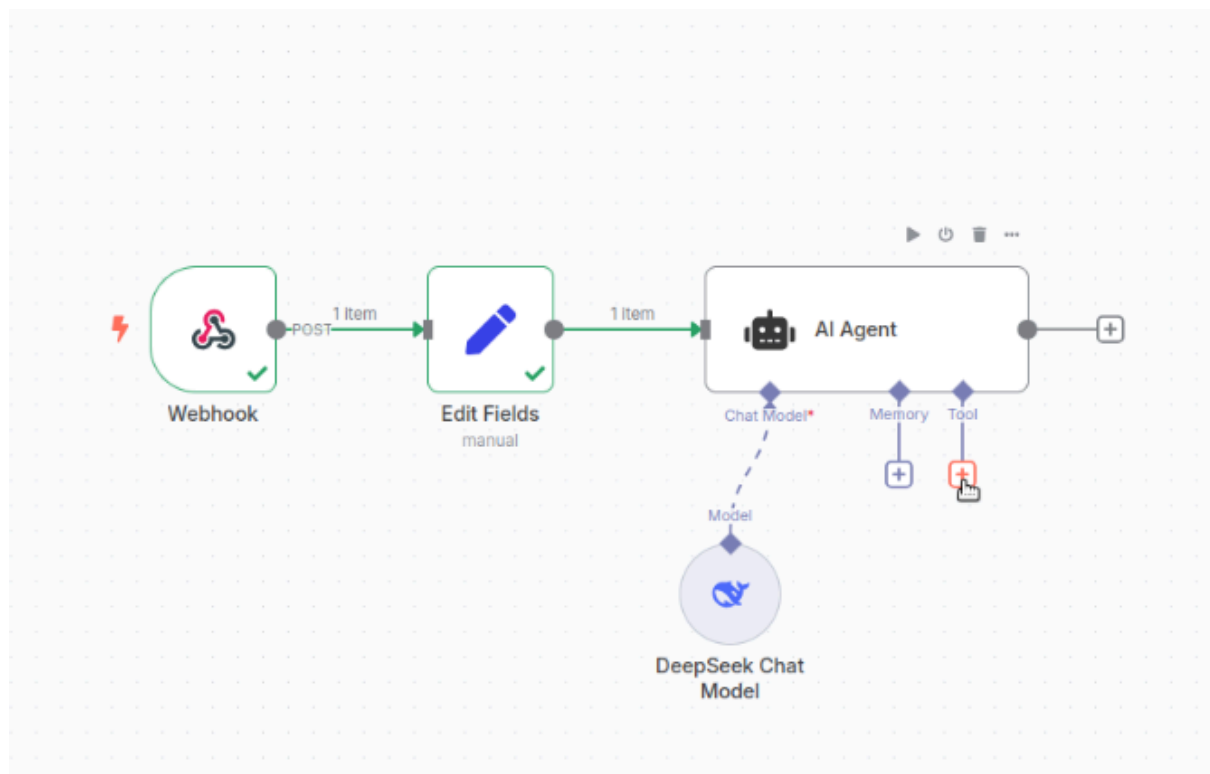 1 Item
1 Item
POST
AI Agent
Webhook
Edit Fields
manual
Chat Model*
Memory
Tool
Model
DeepSeek Chat
Model